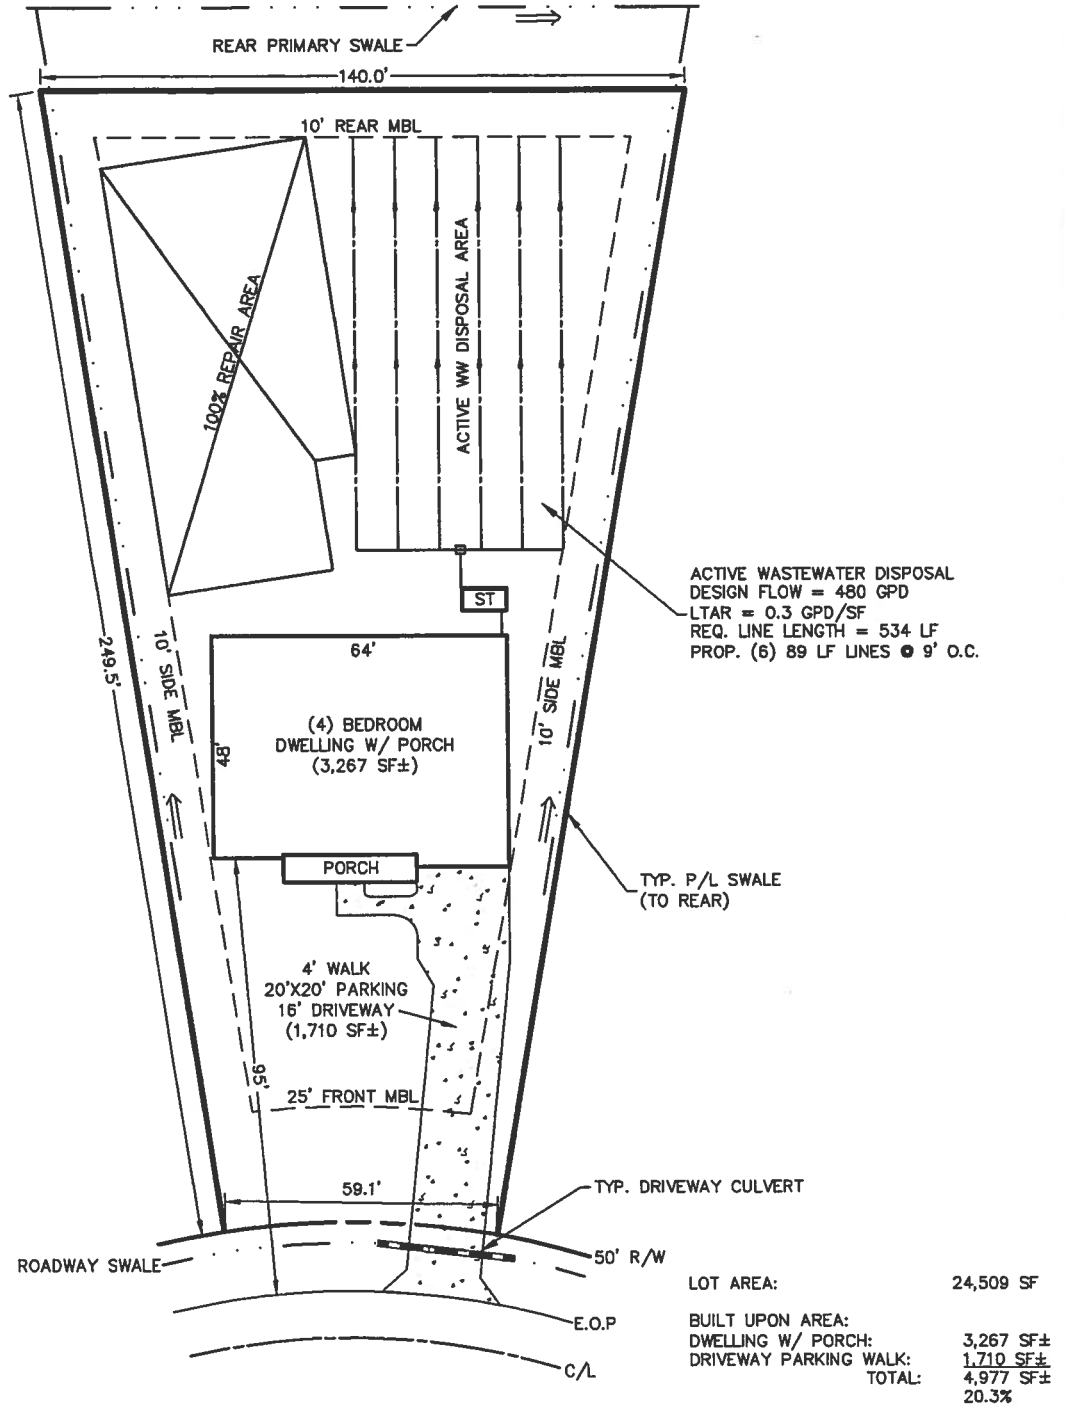 REAR PRIMARY SWALE
140.0'
10' REAR MBL
100% REPAIR AREA
ACTIVE WW DISPOSAL AREA
ACTIVE WASTEWATER DISPOSAL
DESIGN FLOW = 480 GPD
LTAR = 0.3 GPD/SF
REQ. LINE LENGTH = 534 LF
PROP. (6) 89 LF LINES @ 9' O.C.
ST
249.5'
10' SIDE MBL
64'
48'
(4) BEDROOM
DWELLING W/ PORCH
(3,267 SF±)
10' SIDE MBL
PORCH
TYP. P/L SWALE
(TO REAR)
4' WALK
20'X20' PARKING
16' DRIVEWAY
(1,710 SF±)
95'
25' FRONT MBL
59.1'
TYP. DRIVEWAY CULVERT
ROADWAY SWALE
50' R/W
E.O.P
C/L
LOT AREA: 24,509 SF
BUILT UPON AREA:
DWELLING W/ PORCH: 3,267 SF±
DRIVEWAY PARKING WALK: 1,710 SF±
TOTAL: 4,977 SF±
20.3%